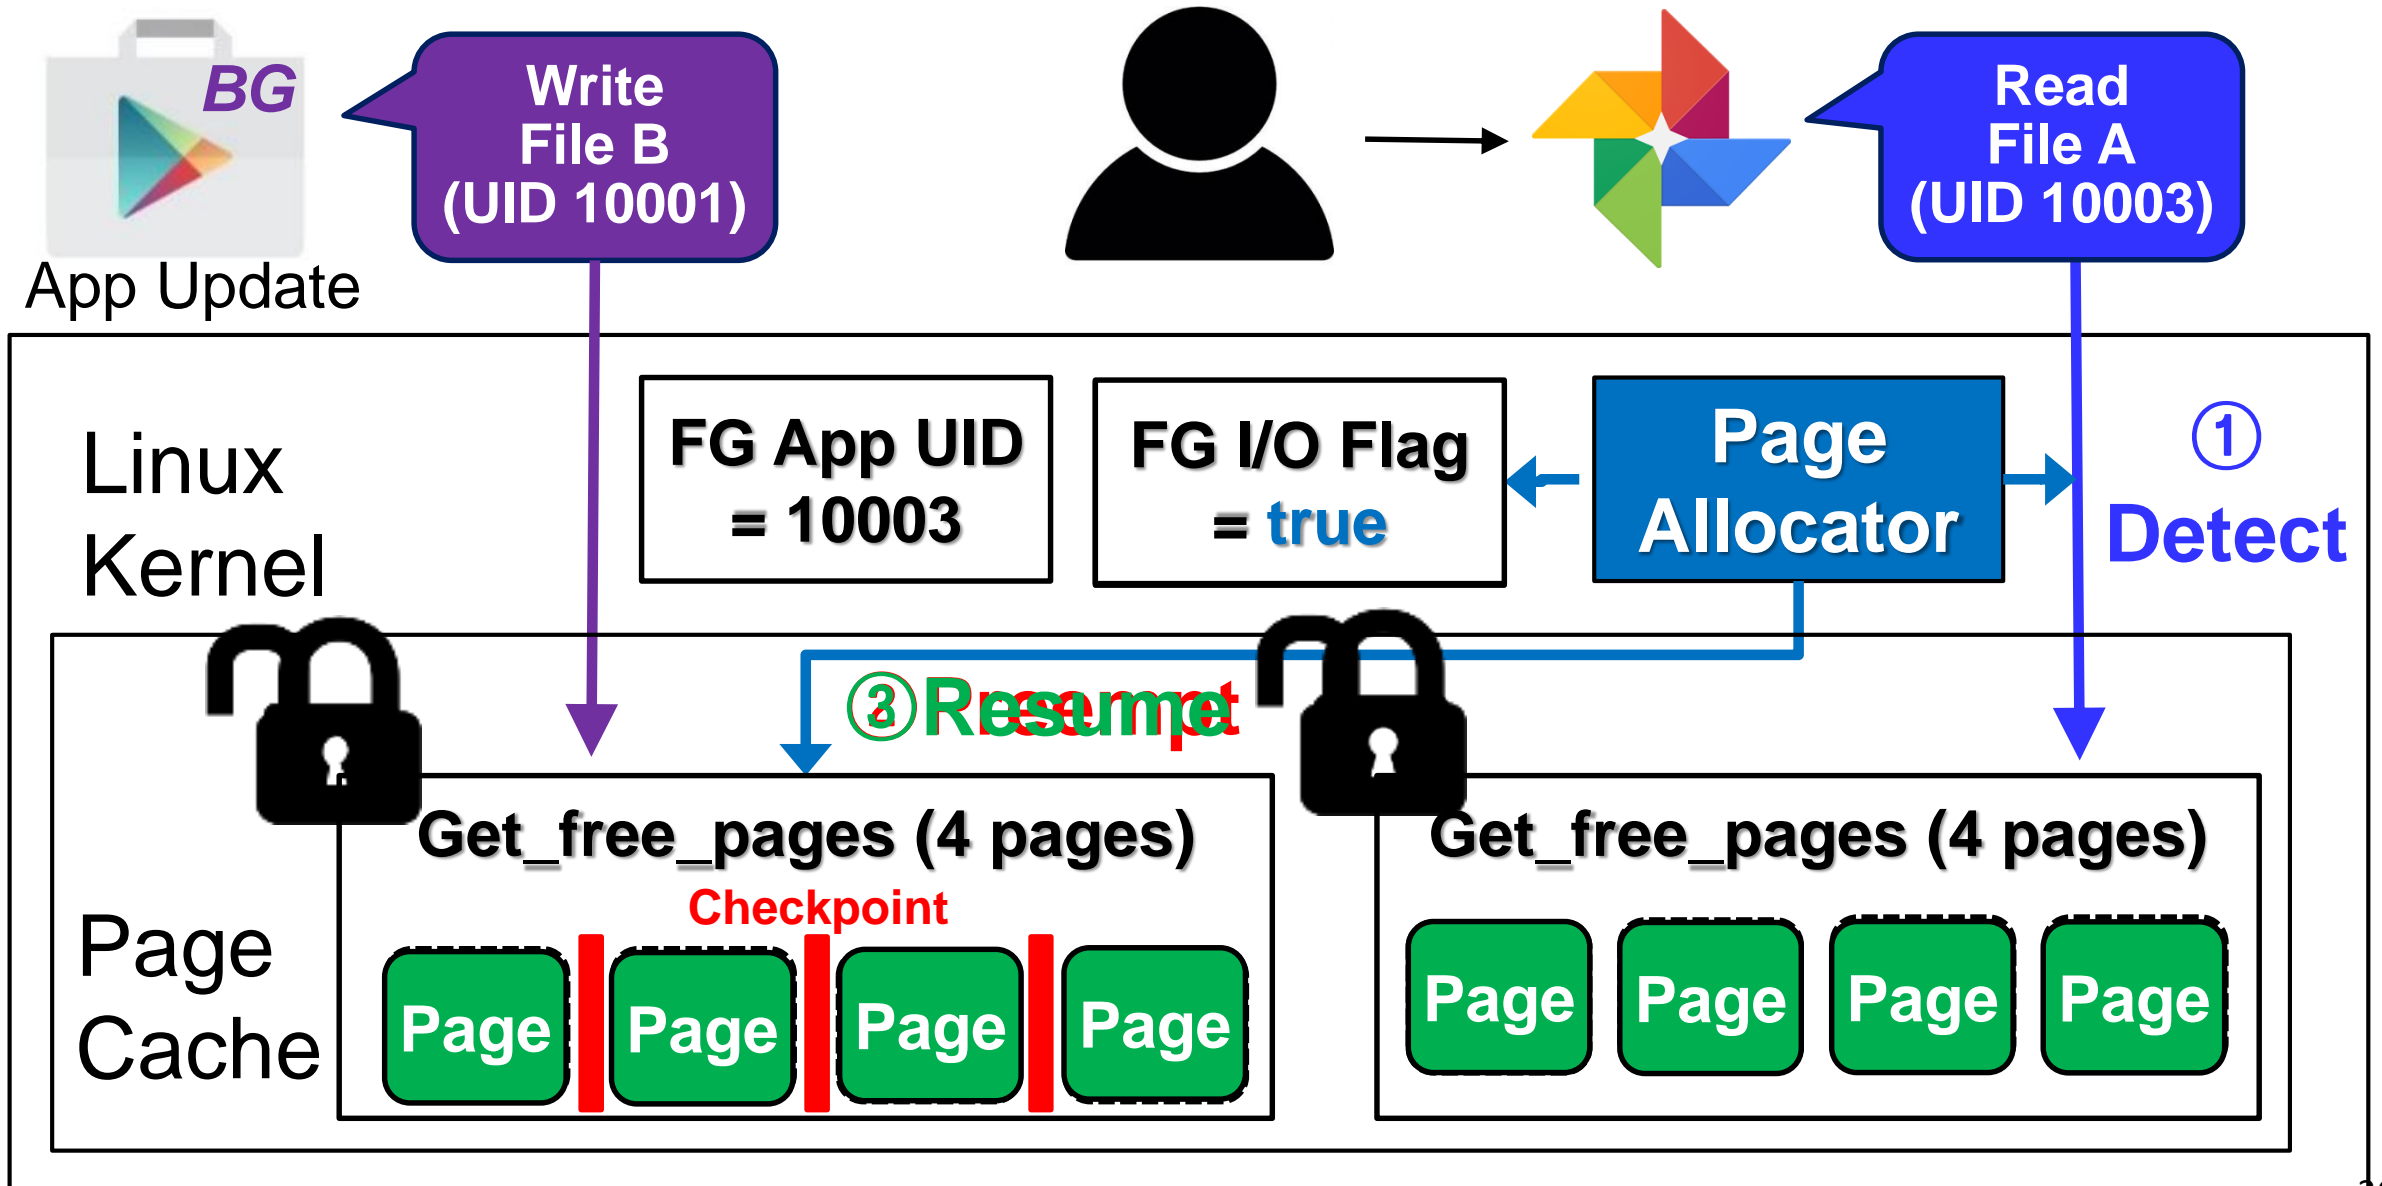 BG
Write
File B
(UID 10001)
Read
File A
(UID 10003)
App Update
Linux
Kernel
FG App UID
= 10003
FG I/O Flag
= true
Page
Allocator
①
Detect
③Resume
Get_free_pages (4 pages)
Checkpoint
Page Page Page Page
Get_free_pages (4 pages)
Page Page Page Page
Page
Cache